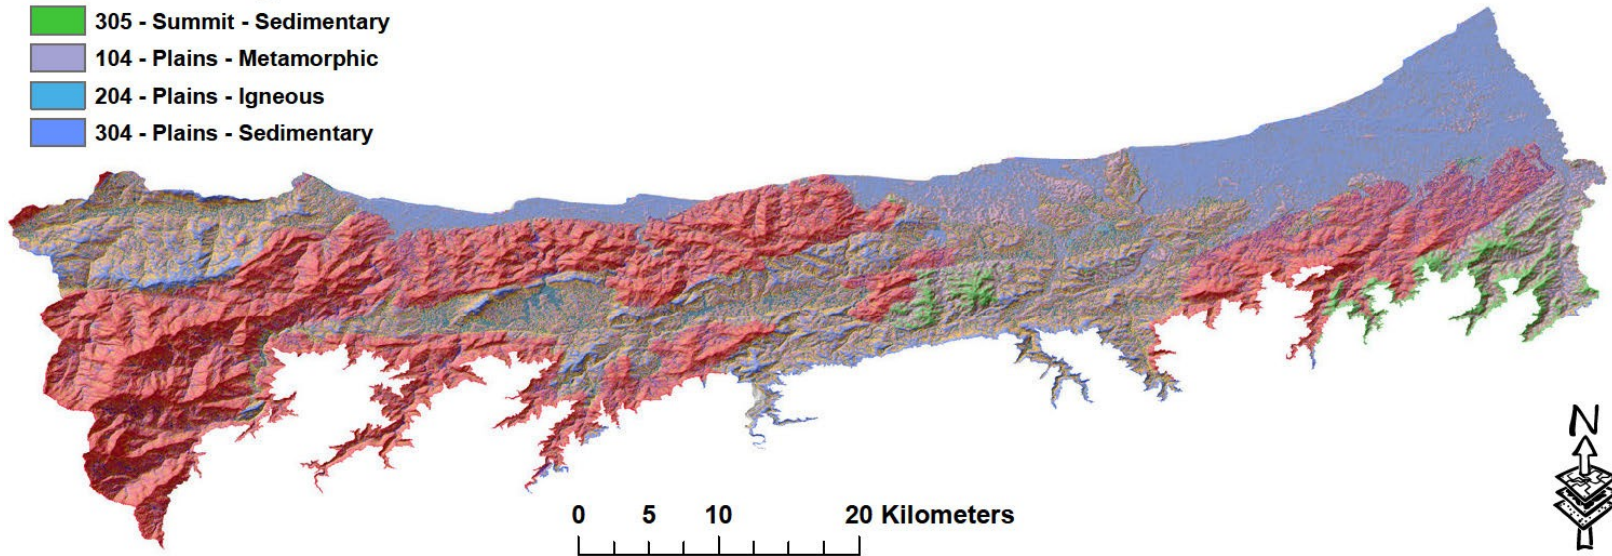 305 - Summit - Sedimentary
104 - Plains - Metamorphic
204 - Plains - Igneous
304 - Plains - Sedimentary
N
0 5 10 20 Kilometers